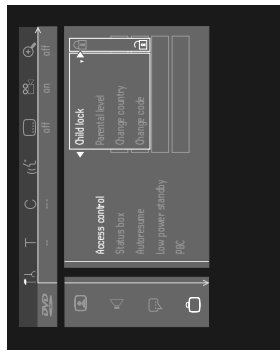 T C
-- --- off on off
DVD
Access control
Status box
Autoresume
Low power standby
PBC
Child lock
Parental level
Change country
Change code